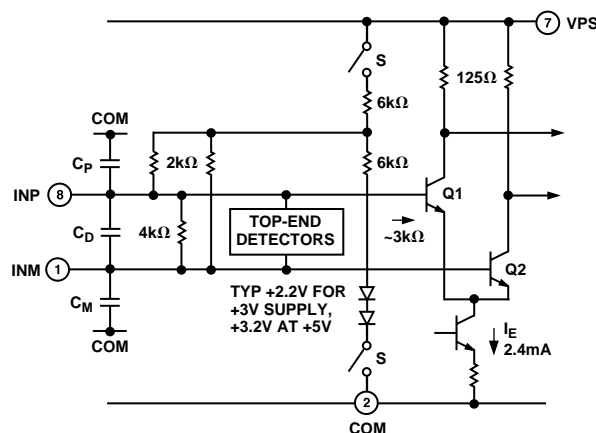 7 VPS
S
6kΩ
125Ω
COM
CP
2kΩ
6kΩ
INP 8
Q1
CD
4kΩ
TOP-END
DETECTORS
~3kΩ
INM 1
Q2
CM
COM
TYP +2.2V FOR
+3V SUPPLY,
+3.2V AT +5V
S
IE
2.4mA
2
COM